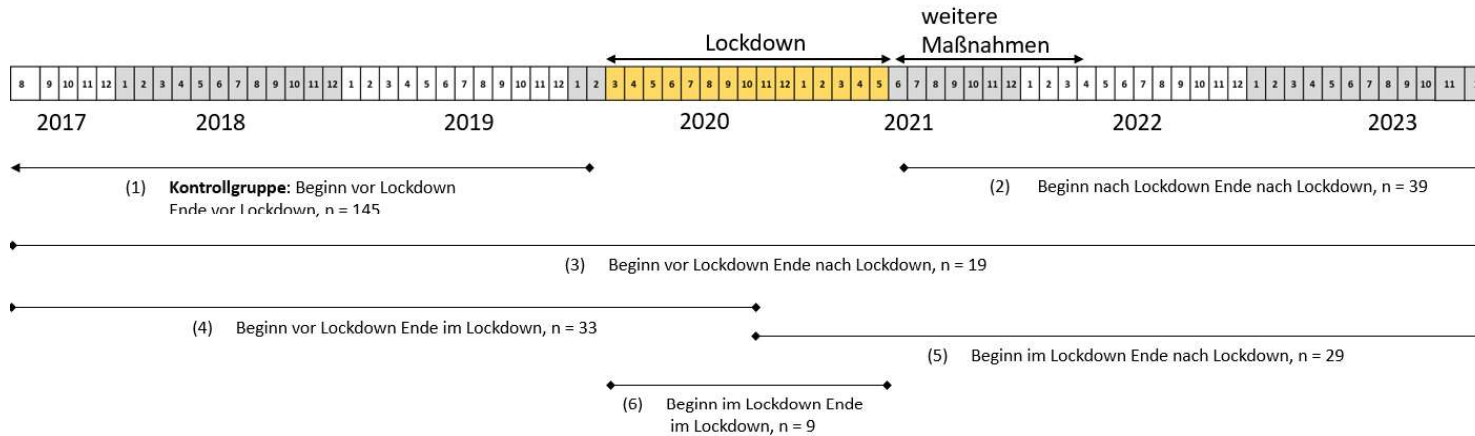 weitere
Lockdown Maßnahmen
8 9 10 11 12 1 2 3 4 5 6 7 8 9 10 11 12 1 2 3 4 5 6 7 8 9 10 11 12 1 2 3 4 5 6 7 8 9 10 11 12 1 2 3 4 5 6 7 8 9 10 11 12 1 2 3 4 5 6 7 8 9 10 11 12 1 2 3 4 5 6 7 8 9 10 11
2017 2018 2019 2020 2021 2022 2023
(1) Kontrollgruppe: Beginn vor Lockdown
Ende vor Lockdown, n = 145
(2) Beginn nach Lockdown Ende nach Lockdown, n = 39
(3) Beginn vor Lockdown Ende nach Lockdown, n = 19
(4) Beginn vor Lockdown Ende im Lockdown, n = 33
(5) Beginn im Lockdown Ende nach Lockdown, n = 29
(6) Beginn im Lockdown Ende
im Lockdown, n = 9